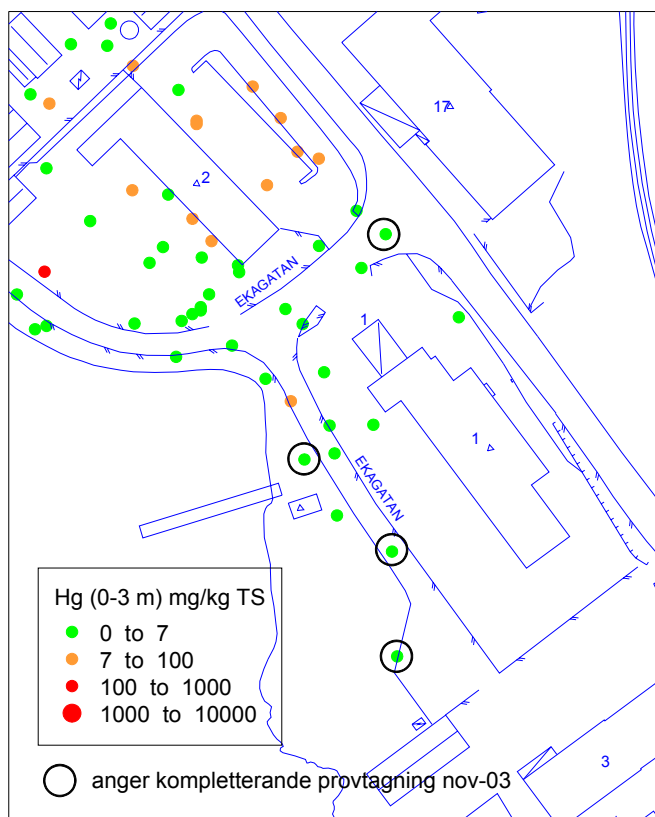 17
2
EKAGATAN
1
1
EKAGATAN
Hg (0-3 m) mg/kg TS
0 to 7
7 to 100
100 to 1000
1000 to 10000
3
anger kompletterande provtagning nov-03